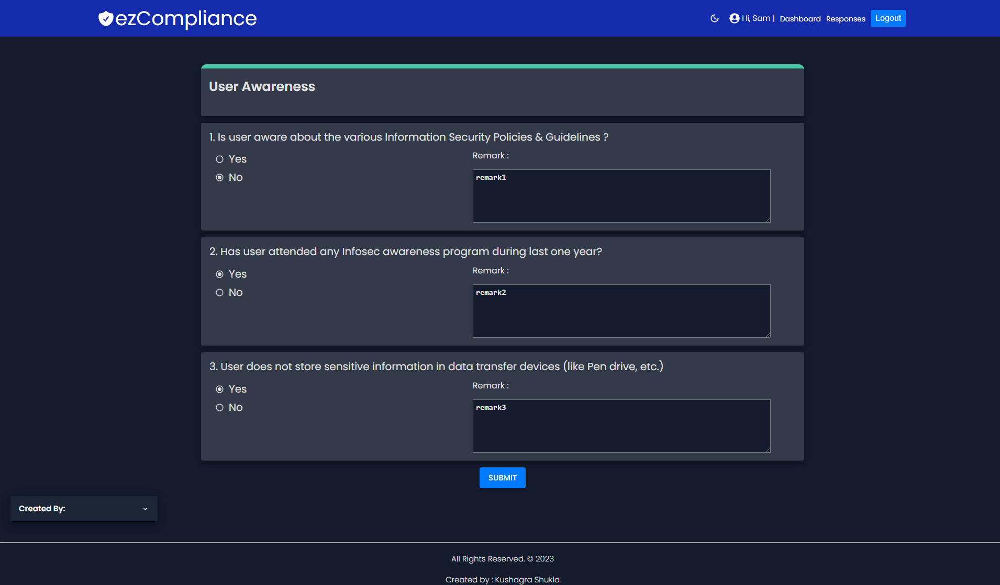 ezCompliance
Hi, Sam | Dashboard Responses Logout
User Awareness
1. Is user aware about the various Information Security Policies & Guidelines ?
Yes
No
Remark :
remark1
2. Has user attended any Infosec awareness program during last one year?
Yes
No
Remark :
remark2
3. User does not store sensitive information in data transfer devices (like Pen drive, etc.)
Yes
No
Remark :
remark3
SUBMIT
Created By:
All Rights Reserved. © 2023
Created by : Kushagra Shukla